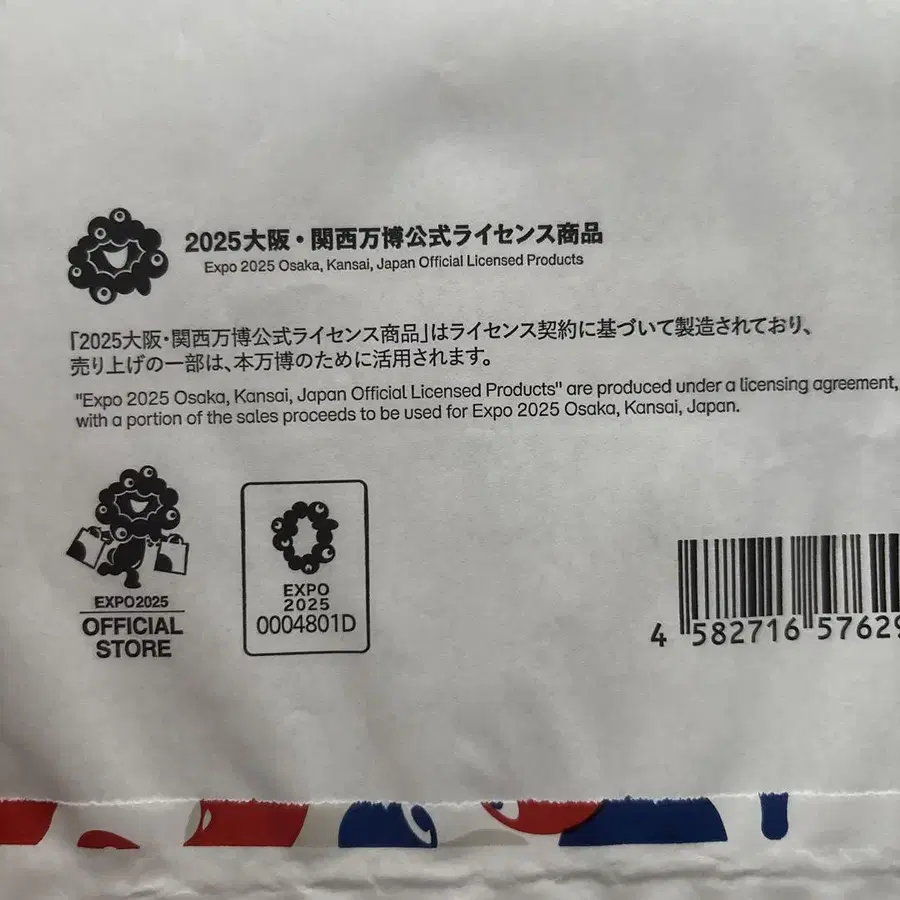 2025大阪・関西万博公式ライセンス商品
Expo 2025 Osaka, Kansai, Japan Official Licensed Products
「2025大阪・関西万博公式ライセンス商品」はライセンス契約に基づいて製造されており、
売り上げの一部は、本万博のために活用されます。
"Expo 2025 Osaka, Kansai, Japan Official Licensed Products" are produced under a licensing agreement,
with a portion of the sales proceeds to be used for Expo 2025 Osaka, Kansai, Japan.
EXPO2025
OFFICIAL
STORE
EXPO
2025
0004801D
4 582716 57629